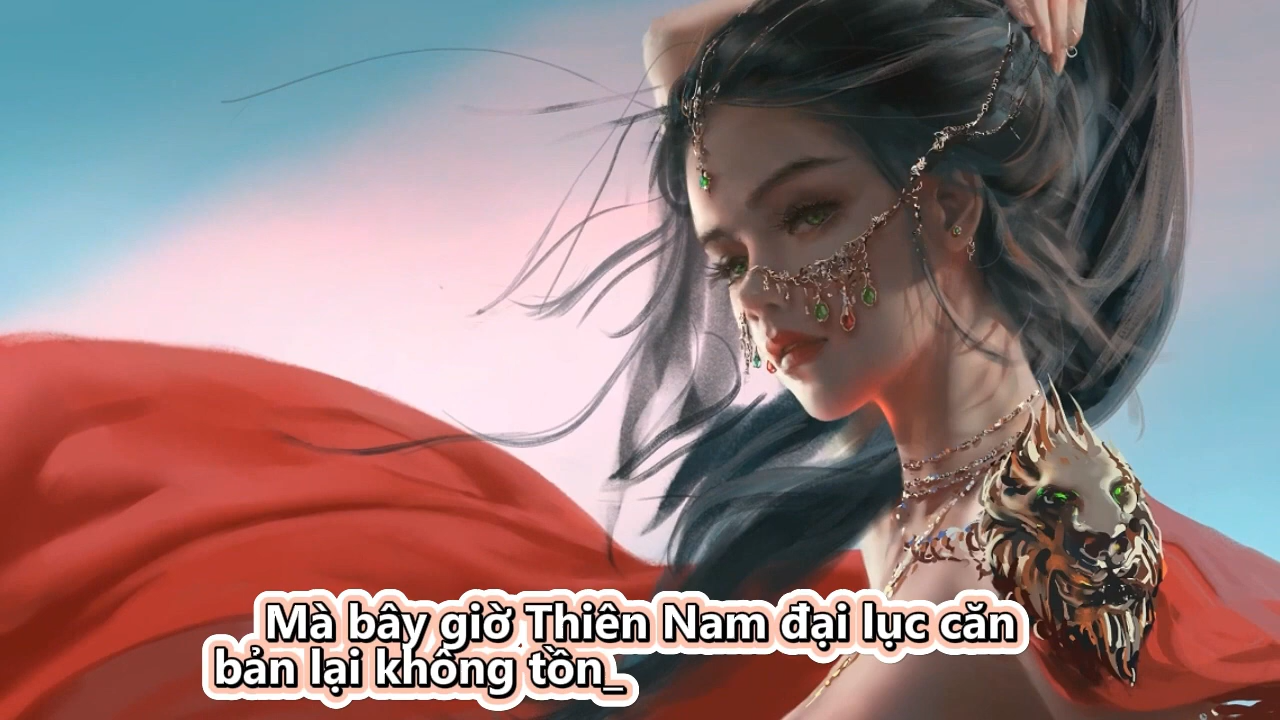 Mà bây giờ Thiên Nam đại lục căn
bản lại không tồn_